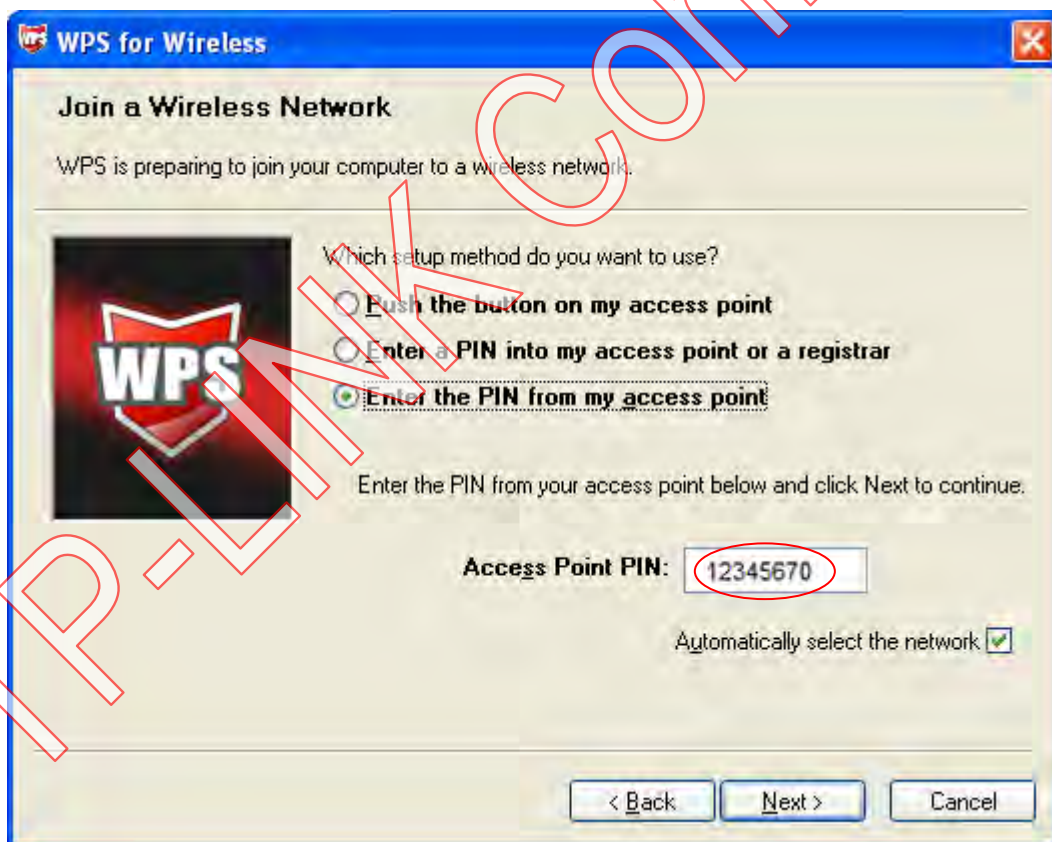 WPS for Wireless
Join a Wireless Network
WPS is preparing to join your computer to a wireless network.
Which setup method do you want to use?
Push the button on my access point
Enter a PIN into my access point or a registrar
Enter the PIN from my access point
WPS
Enter the PIN from your access point below and click Next to continue.
Access Point PIN: 12345670
Automatically select the network
< Back Next > Cancel
TP-LINK Con